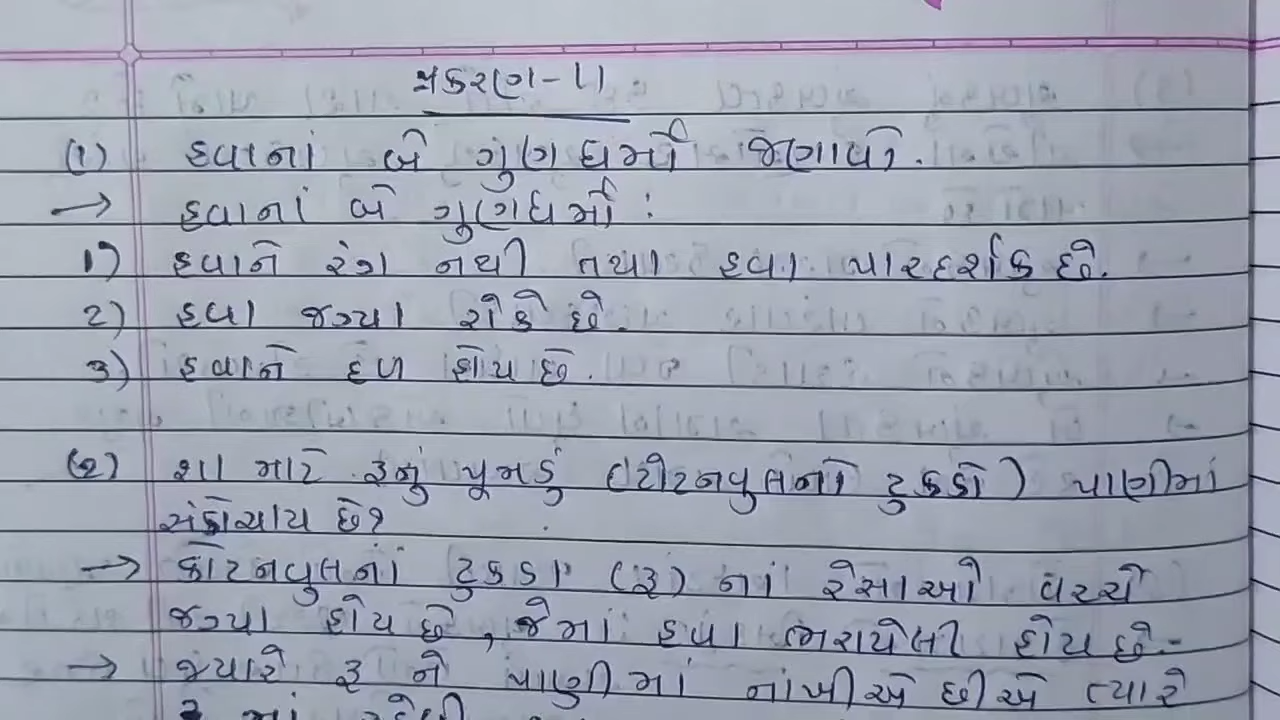 પ્રકરણ-11
(1) હવાનાં બે ગુણધર્મો જણાવો.
→ હવાનાં બે ગુણધર્મો :
1) હવાને રંગ નથી તથા હવા પારદર્શક છે.
2) હવા જગ્યા રોકે છે.
3) હવાને દળ હોય છે.
(2) શા માટે રૂનું પૂમડું (ટોટનવુલનો ટુકડો) પાણીમાં
સંકોચાય છે?
→ કોટનવુલનાં ટુકડા (રૂ) નાં રેસાઓ વચ્ચે
જગ્યા હોય છે, જેમાં હવા ભરાયેલી હોય છે.
→ જ્યારે રૂ ને પાણીમાં નાંખીએ છીએ ત્યારે